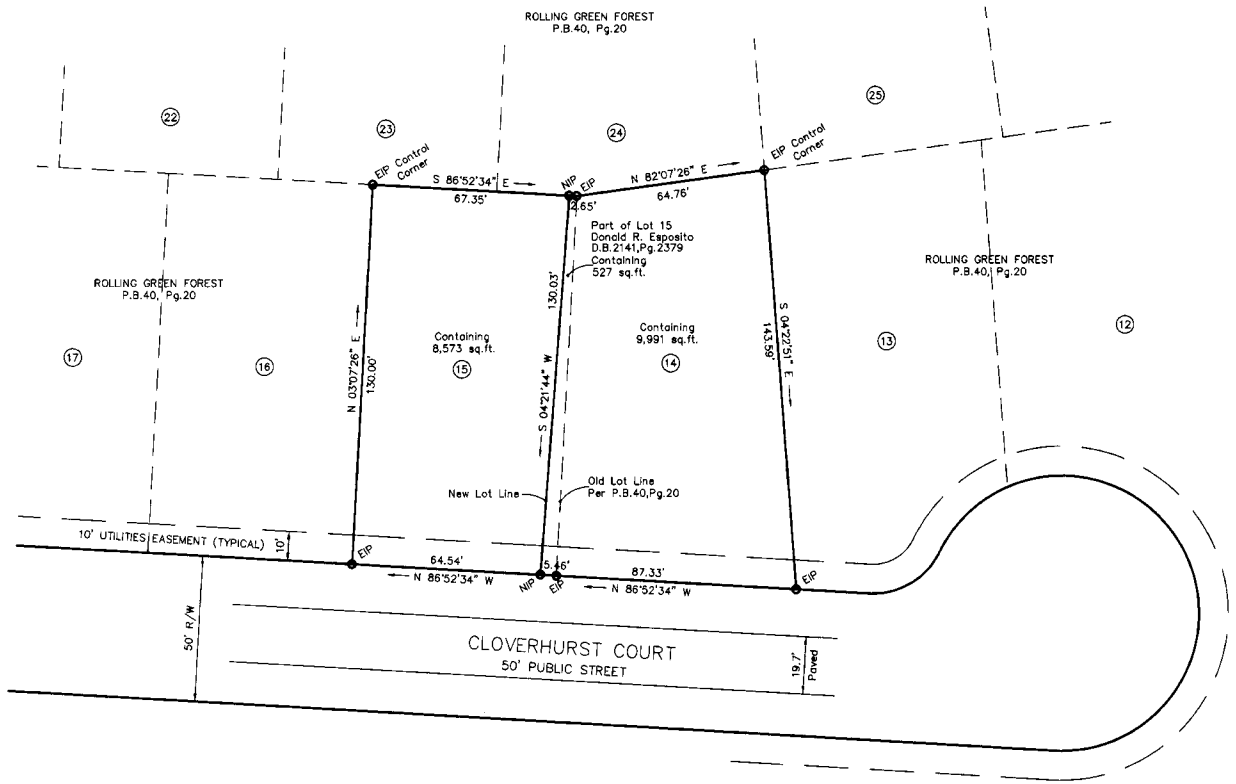 ROLLING GREEN FOREST
P.B.40, Pg.20
22
23
24
25
EIP Control
Corner
EIP Control
Corner
S 86°52'34" E
67.35'
NIP
EIP
2.65'
N 82°07'26" E
64.76'
Part of Lot 15
Donald R. Esposito
D.B.2141,Pg.2379
Containing
527 sq.ft.
ROLLING GREEN FOREST
P.B.40, Pg.20
ROLLING GREEN FOREST
P.B.40, Pg.20
N 03°07'26" E
130.00'
130.03'
S 04°21'44" W
S 04°22'51" E
143.59'
Containing
8,573 sq.ft.
Containing
9,991 sq.ft.
17
16
15
14
13
12
New Lot Line
Old Lot Line
Per P.B.40,Pg.20
10' UTILITIES EASEMENT (TYPICAL)
10'
EIP
64.54'
N 86°52'34" W
NIP
5.46'
EIP
87.33'
N 86°52'34" W
EIP
50' R/W
CLOVERHURST COURT
50' PUBLIC STREET
19.7'
Paved